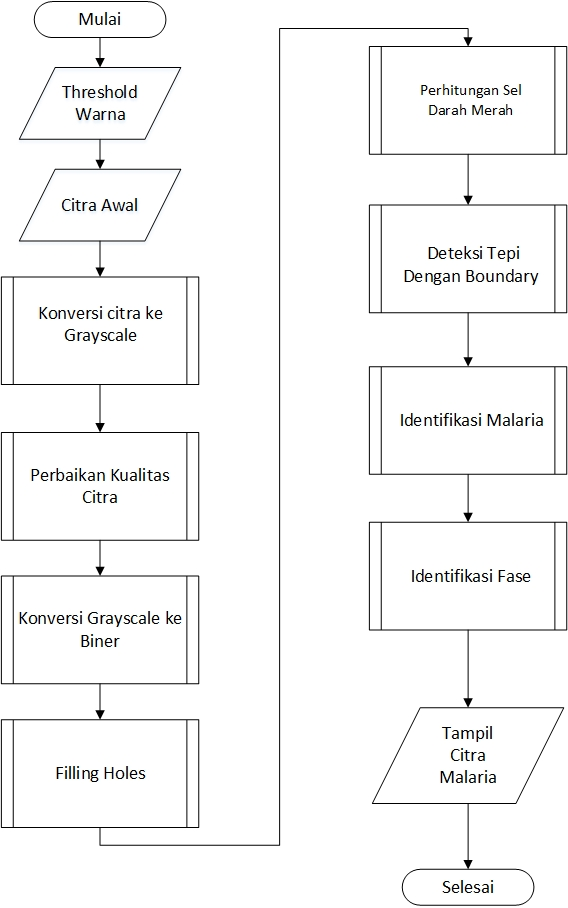 Mulai
Threshold
Warna
Citra Awal
Konversi citra ke
Grayscale
Perbaikan Kualitas
Citra
Konversi Grayscale ke
Biner
Filling Holes
Perhitungan Sel
Darah Merah
Deteksi Tepi
Dengan Boundary
Identifikasi Malaria
Identifikasi Fase
Tampil
Citra
Malaria
Selesai